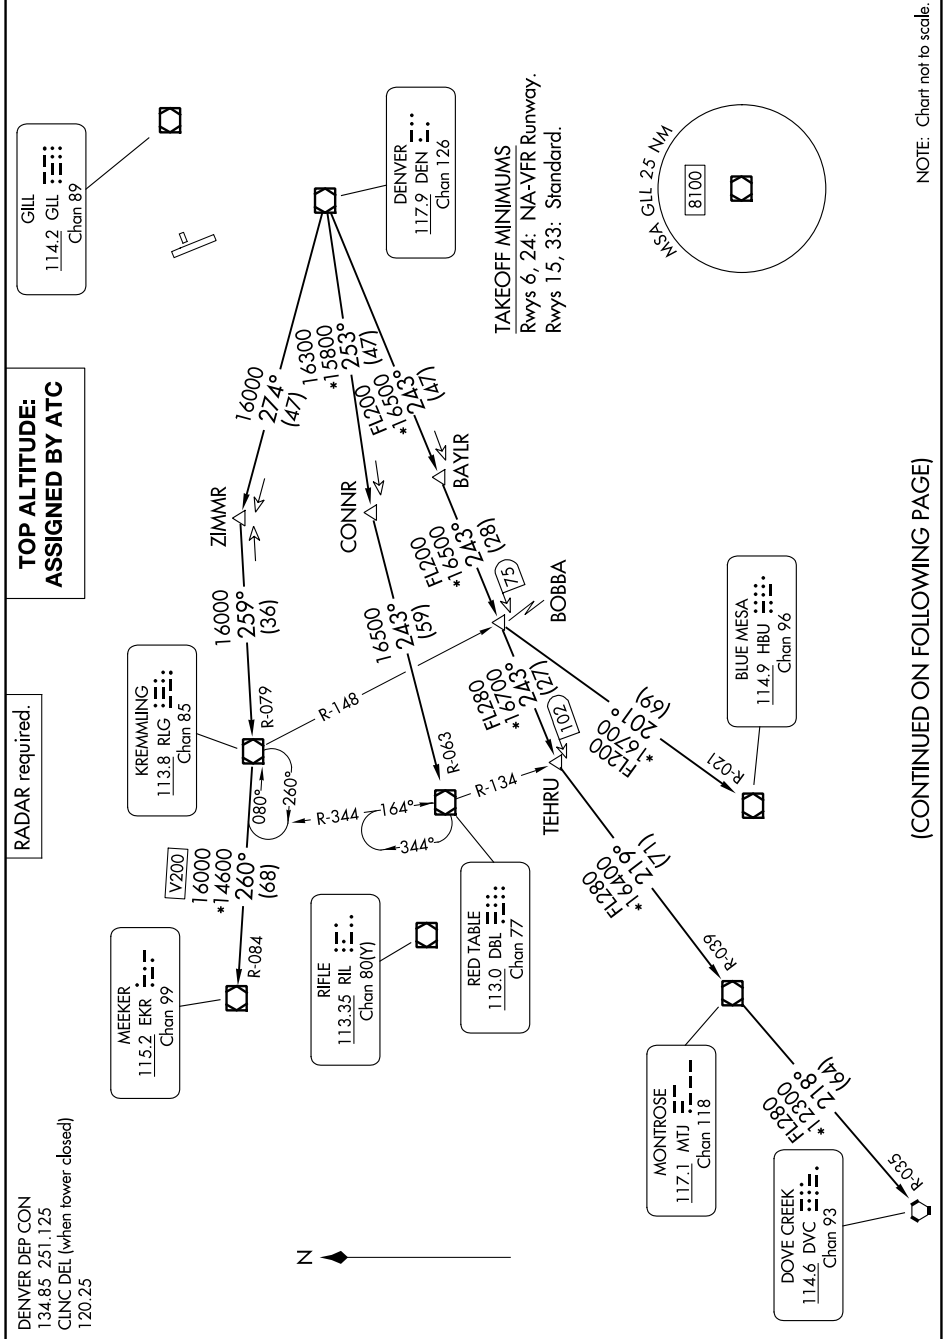 DENVER DEP CON
134.85 251.125
CLNC DEL (when tower closed)
120.25
RADAR required.
TOP ALTITUDE:
ASSIGNED BY ATC
GILL
114.2 GLL
Chan 89
MEEKER
115.2 EKR
Chan 99
R-084
V200
16000
*14600
260°
(68)
KREMMLING
113.8 RLG
Chan 85
080°
260°
R-079
16000
259°
(36)
ZIMMR
16000
274°
(47)
R-148
R-344
164°
344°
RIFLE
113.35 RIL
Chan 80(Y)
RED TABLE
113.0 DBL
Chan 77
R-063
16500
243°
(59)
CONNR
16300
*15800
253°
(47)
DENVER
117.9 DEN
Chan 126
FL200
*16500
243°
(47)
BAYLR
FL200
*16500
243°
(28)
75
BOBBA
FL280
*16700
243°
(27)
102
R-134
TEHRU
FL200
*16700
201°
(69)
R-021
BLUE MESA
114.9 HBU
Chan 96
TAKEOFF MINIMUMS
Rwys 6, 24: NA-VFR Runway.
Rwys 15, 33: Standard.
MSA GLL 25 NM
8100
FL280
*16400
219°
(71)
R-039
MONTROSE
117.1 MTJ
Chan 118
FL280
*12300
218°
(64)
R-035
DOVE CREEK
114.6 DVC
Chan 93
N
(CONTINUED ON FOLLOWING PAGE)
NOTE: Chart not to scale.